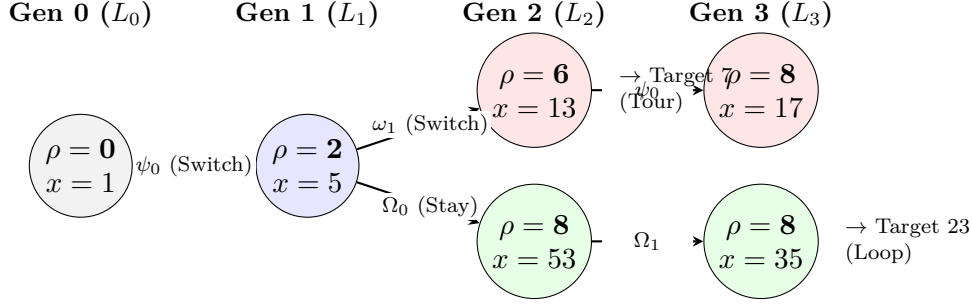 Gen 0 (L₀)
Gen 1 (L₁)
Gen 2 (L₂)
Gen 3 (L₃)
ρ = 0
x = 1
ψ₀ (Switch)
ρ = 2
x = 5
ω₁ (Switch)
Ω₀ (Stay)
ρ = 6
x = 13
→ Target 7
(Tour)
ψ₀
ρ = 8
x = 17
ρ = 8
x = 53
Ω₁
ρ = 8
x = 35
→ Target 23
(Loop)